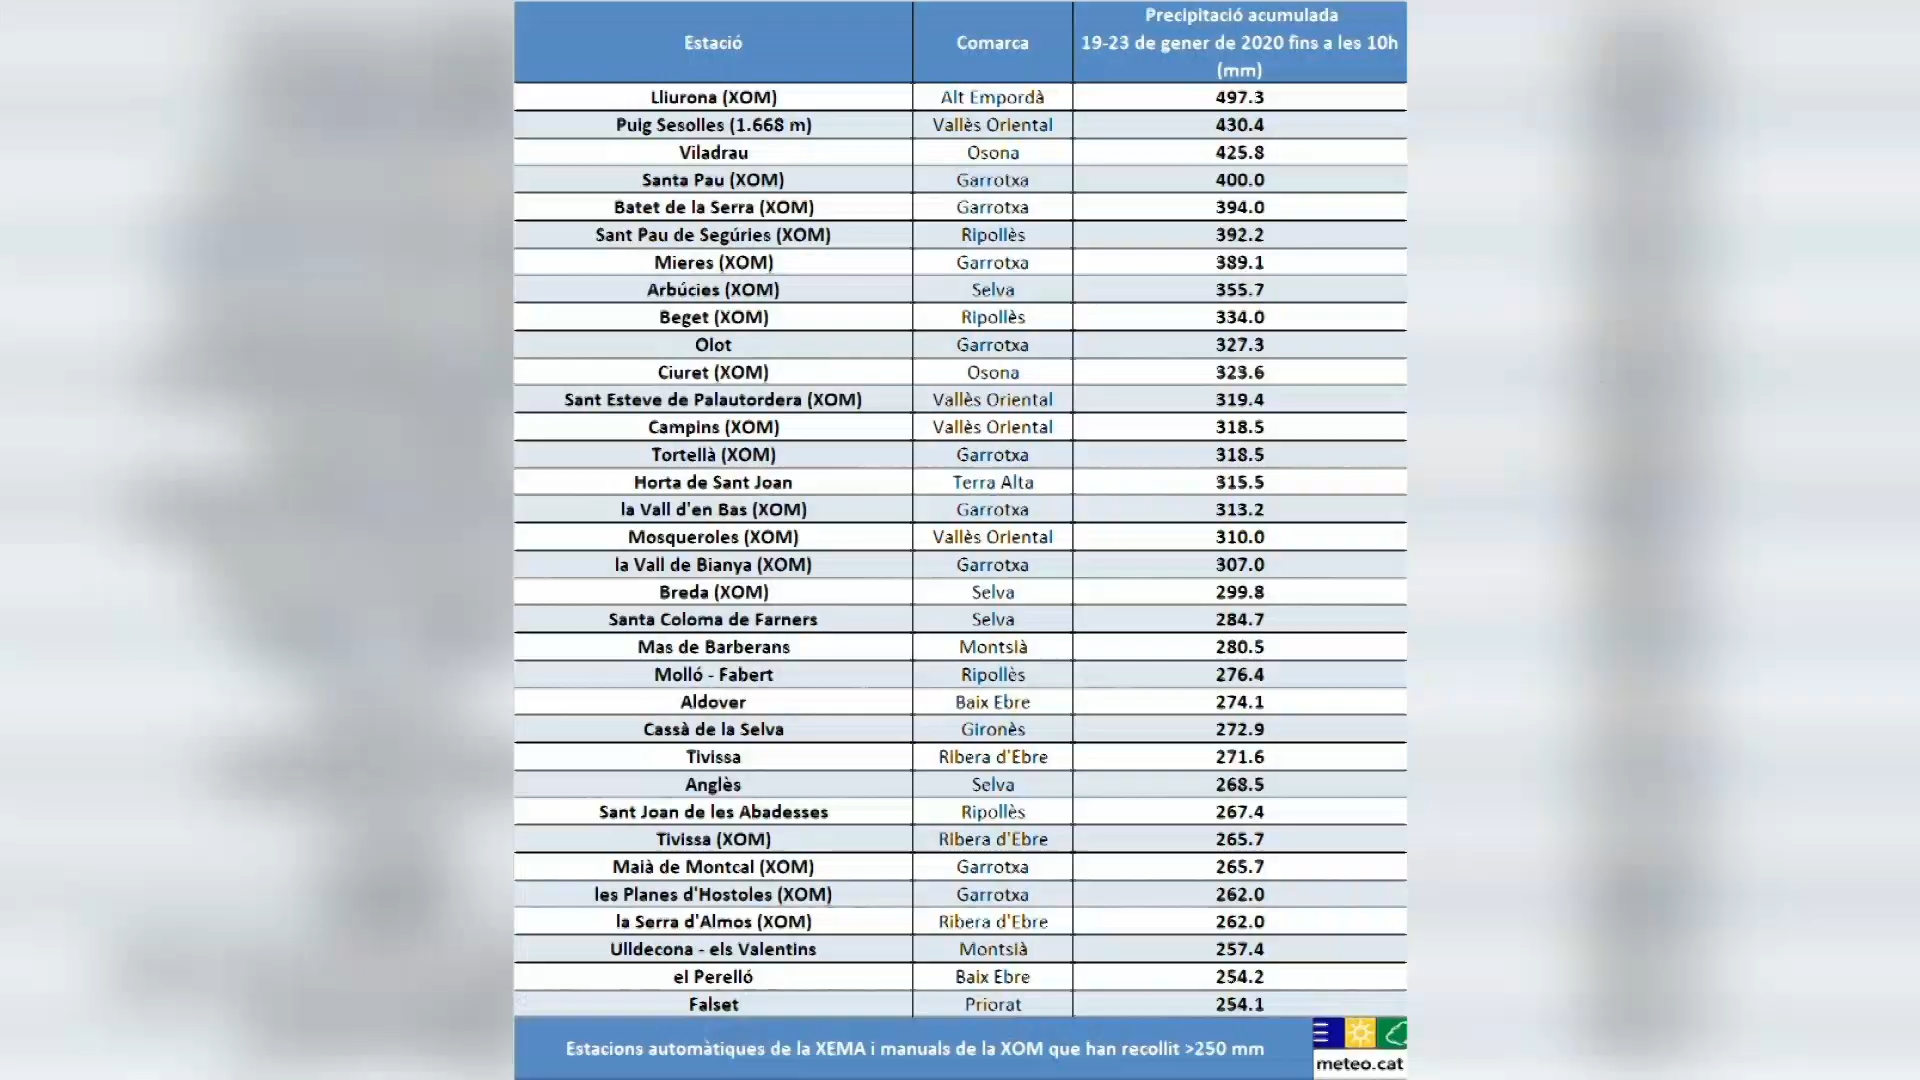 Estació Comarca Precipitació acumulada
19-23 de gener de 2020 fins a les 10h
(mm)
Lliurona (XOM) Alt Empordà 497.3
Puig Sesolles (1.668 m) Vallès Oriental 430.4
Viladrau Osona 425.8
Santa Pau (XOM) Garrotxa 400.0
Batet de la Serra (XOM) Garrotxa 394.0
Sant Pau de Segúries (XOM) Ripollès 392.2
Mieres (XOM) Garrotxa 389.1
Arbúcies (XOM) Selva 355.7
Beget (XOM) Ripollès 334.0
Olot Garrotxa 327.3
Ciuret (XOM) Osona 323.6
Sant Esteve de Palautordera (XOM) Vallès Oriental 319.4
Campins (XOM) Vallès Oriental 318.5
Tortellà (XOM) Garrotxa 318.5
Horta de Sant Joan Terra Alta 315.5
la Vall d'en Bas (XOM) Garrotxa 313.2
Mosqueroles (XOM) Vallès Oriental 310.0
la Vall de Bianya (XOM) Garrotxa 307.0
Breda (XOM) Selva 299.8
Santa Coloma de Farners Selva 284.7
Mas de Barberans Montsià 280.5
Molló - Fabert Ripollès 276.4
Aldover Baix Ebre 274.1
Cassà de la Selva Gironès 272.9
Tivissa Ribera d'Ebre 271.6
Anglès Selva 268.5
Sant Joan de les Abadesses Ripollès 267.4
Tivissa (XOM) Ribera d'Ebre 265.7
Maià de Montcal (XOM) Garrotxa 265.7
les Planes d'Hostoles (XOM) Garrotxa 262.0
la Serra d'Almos (XOM) Ribera d'Ebre 262.0
Ulldecona - els Valentins Montsià 257.4
el Perelló Baix Ebre 254.2
Falset Priorat 254.1
Estacions automàtiques de la XEMA i manuals de la XOM que han recollit >250 mm
meteo.cat